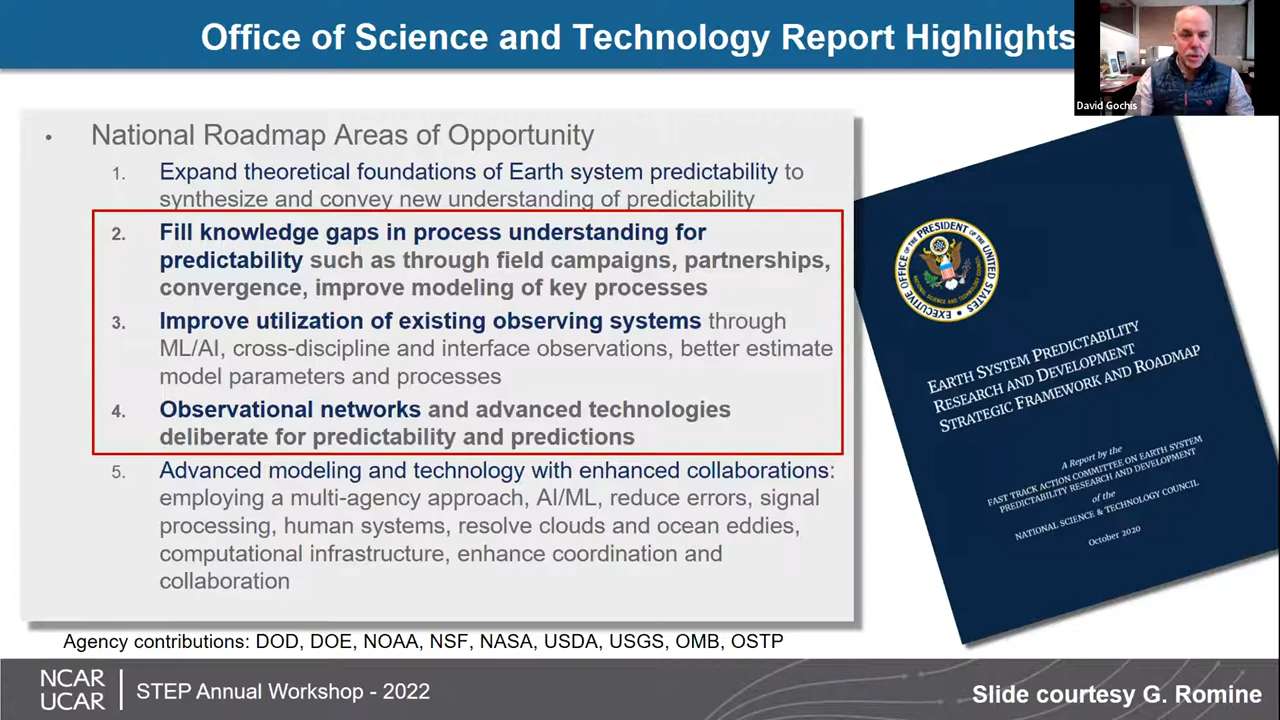 Office of Science and Technology Report Highlights
David Gochis
• National Roadmap Areas of Opportunity
1. Expand theoretical foundations of Earth system predictability to
synthesize and convey new understanding of predictability
2. Fill knowledge gaps in process understanding for
predictability such as through field campaigns, partnerships,
convergence, improve modeling of key processes
3. Improve utilization of existing observing systems through
ML/AI, cross-discipline and interface observations, better estimate
model parameters and processes
4. Observational networks and advanced technologies
deliberate for predictability and predictions
5. Advanced modeling and technology with enhanced collaborations:
employing a multi-agency approach, AI/ML, reduce errors, signal
processing, human systems, resolve clouds and ocean eddies,
computational infrastructure, enhance coordination and
collaboration
Agency contributions: DOD, DOE, NOAA, NSF, NASA, USDA, USGS, OMB, OSTP
EXECUTIVE OFFICE OF THE PRESIDENT OF THE UNITED STATES
NATIONAL SCIENCE AND TECHNOLOGY COUNCIL
EARTH SYSTEM PREDICTABILITY
RESEARCH AND DEVELOPMENT
STRATEGIC FRAMEWORK AND ROADMAP
A Report by the
FAST TRACK ACTION COMMITTEE ON EARTH SYSTEM
PREDICTABILITY RESEARCH AND DEVELOPMENT
of the
NATIONAL SCIENCE & TECHNOLOGY COUNCIL
October 2020
NCAR
UCAR
STEP Annual Workshop - 2022
Slide courtesy G. Romine